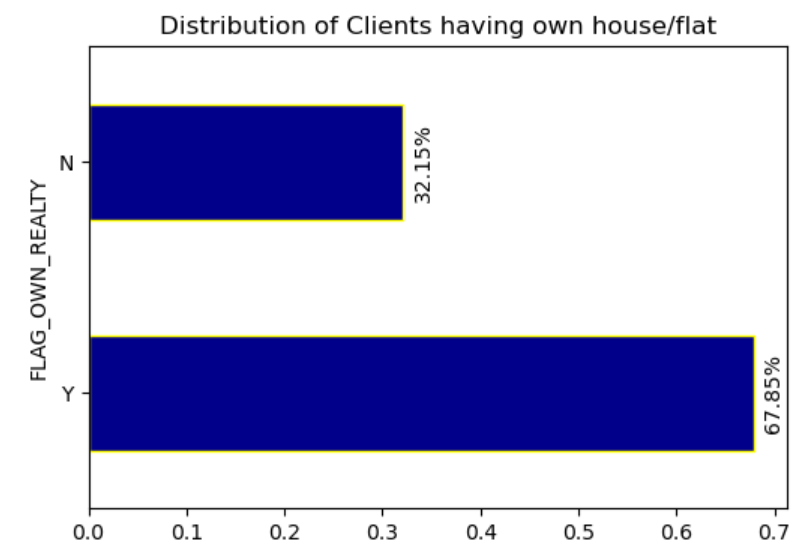 Distribution of Clients having own house/flat
FLAG_OWN_REALTY
N
32.15%
Y
67.85%
0.0 0.1 0.2 0.3 0.4 0.5 0.6 0.7